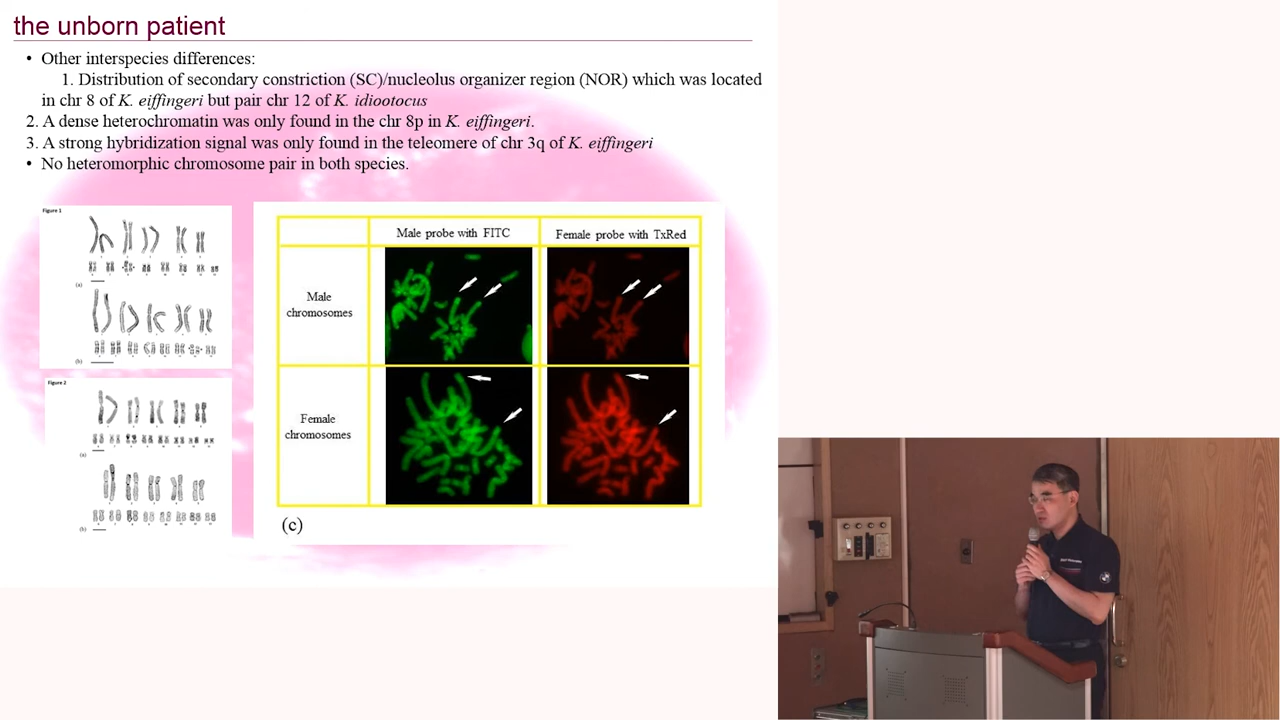 the unborn patient
• Other interspecies differences:
1. Distribution of secondary constriction (SC)/nucleolus organizer region (NOR) which was located
in chr 8 of K. eiffingeri but pair chr 12 of K. idiootocus
2. A dense heterochromatin was only found in the chr 8p in K. eiffingeri.
3. A strong hybridization signal was only found in the teleomere of chr 3q of K. eiffingeri
• No heteromorphic chromosome pair in both species.
Figure 1
(a)
(b)
Figure 2
(a)
(b)
Male probe with FITC
Female probe with TxRed
Male
chromosomes
Female
chromosomes
(c)